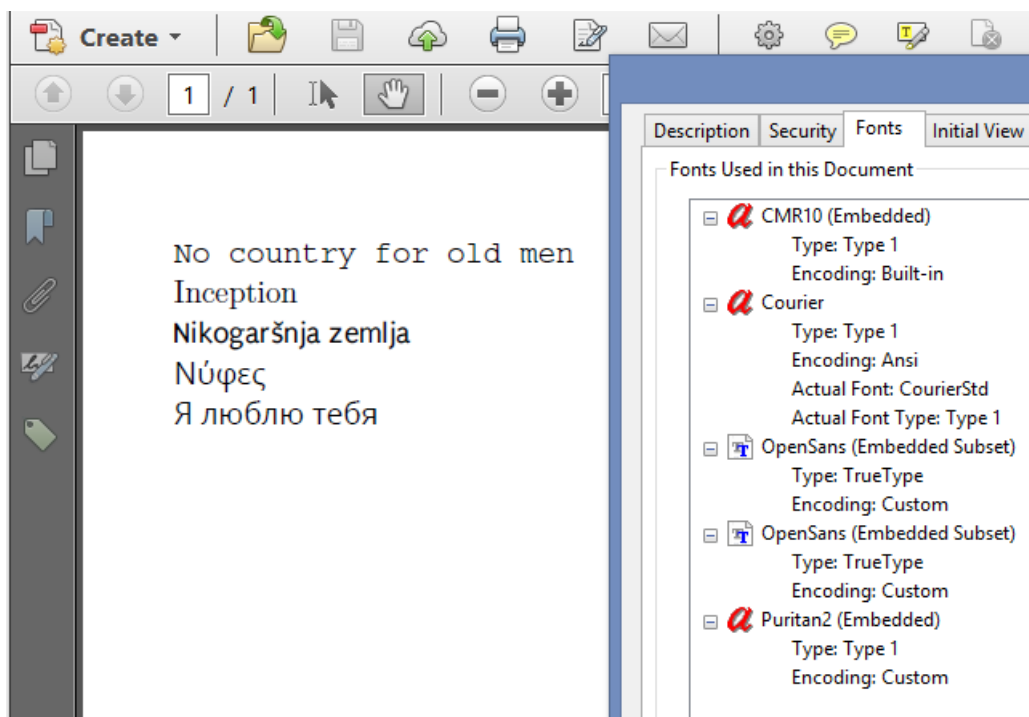 Create
1 / 1
No country for old men
Inception
Nikogaršnja zemlja
Νύφες
Я люблю тебя
Description Security Fonts Initial View
Fonts Used in this Document
CMR10 (Embedded)
Type: Type 1
Encoding: Built-in
Courier
Type: Type 1
Encoding: Ansi
Actual Font: CourierStd
Actual Font Type: Type 1
OpenSans (Embedded Subset)
Type: TrueType
Encoding: Custom
OpenSans (Embedded Subset)
Type: TrueType
Encoding: Custom
Puritan2 (Embedded)
Type: Type 1
Encoding: Custom